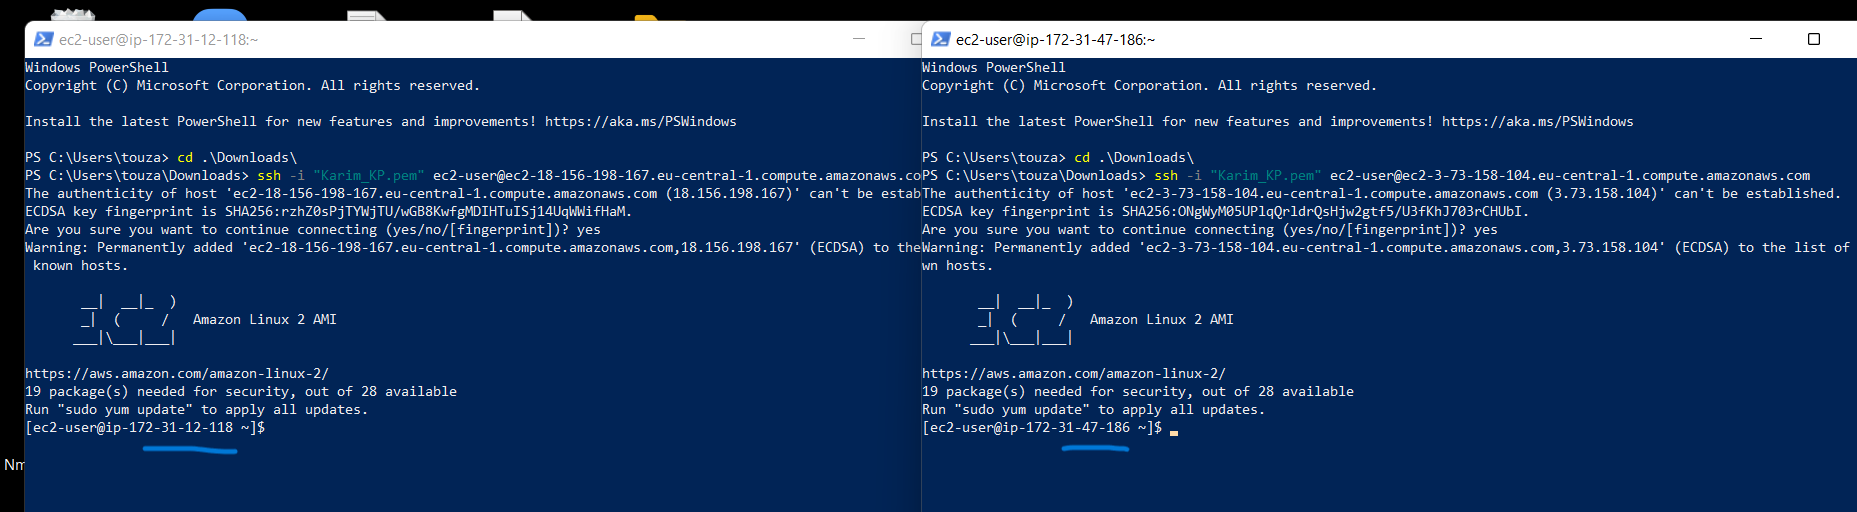 ec2-user@ip-172-31-12-118:~
Windows PowerShell
Copyright (C) Microsoft Corporation. All rights reserved.
Install the latest PowerShell for new features and improvements! https://aka.ms/PSWindows
PS C:\Users\touza> cd .\Downloads\
PS C:\Users\touza\Downloads> ssh -i "Karim_KP.pem" ec2-user@ec2-18-156-198-167.eu-central-1.compute.amazonaws.co
The authenticity of host 'ec2-18-156-198-167.eu-central-1.compute.amazonaws.com (18.156.198.167)' can't be estab
ECDSA key fingerprint is SHA256:rzhZ0sPjTYWjTU/wGB8KwfgMDIHTuISj14UqWWifHaM.
Are you sure you want to continue connecting (yes/no/[fingerprint])? yes
Warning: Permanently added 'ec2-18-156-198-167.eu-central-1.compute.amazonaws.com,18.156.198.167' (ECDSA) to the
known hosts.
__|  __|_  )
_|  (     /   Amazon Linux 2 AMI
___|\___|___|
https://aws.amazon.com/amazon-linux-2/
19 package(s) needed for security, out of 28 available
Run "sudo yum update" to apply all updates.
[ec2-user@ip-172-31-12-118 ~]$
Nm
ec2-user@ip-172-31-47-186:~
Windows PowerShell
Copyright (C) Microsoft Corporation. All rights reserved.
Install the latest PowerShell for new features and improvements! https://aka.ms/PSWindows
PS C:\Users\touza> cd .\Downloads\
PS C:\Users\touza\Downloads> ssh -i "Karim_KP.pem" ec2-user@ec2-3-73-158-104.eu-central-1.compute.amazonaws.com
The authenticity of host 'ec2-3-73-158-104.eu-central-1.compute.amazonaws.com (3.73.158.104)' can't be established.
ECDSA key fingerprint is SHA256:ONgWyM05UPlqQrldrQsHjw2gtf5/U3fKhJ703rCHUbI.
Are you sure you want to continue connecting (yes/no/[fingerprint])? yes
Warning: Permanently added 'ec2-3-73-158-104.eu-central-1.compute.amazonaws.com,3.73.158.104' (ECDSA) to the list of
wn hosts.
__|  __|_  )
_|  (     /   Amazon Linux 2 AMI
___|\___|___|
https://aws.amazon.com/amazon-linux-2/
19 package(s) needed for security, out of 28 available
Run "sudo yum update" to apply all updates.
[ec2-user@ip-172-31-47-186 ~]$